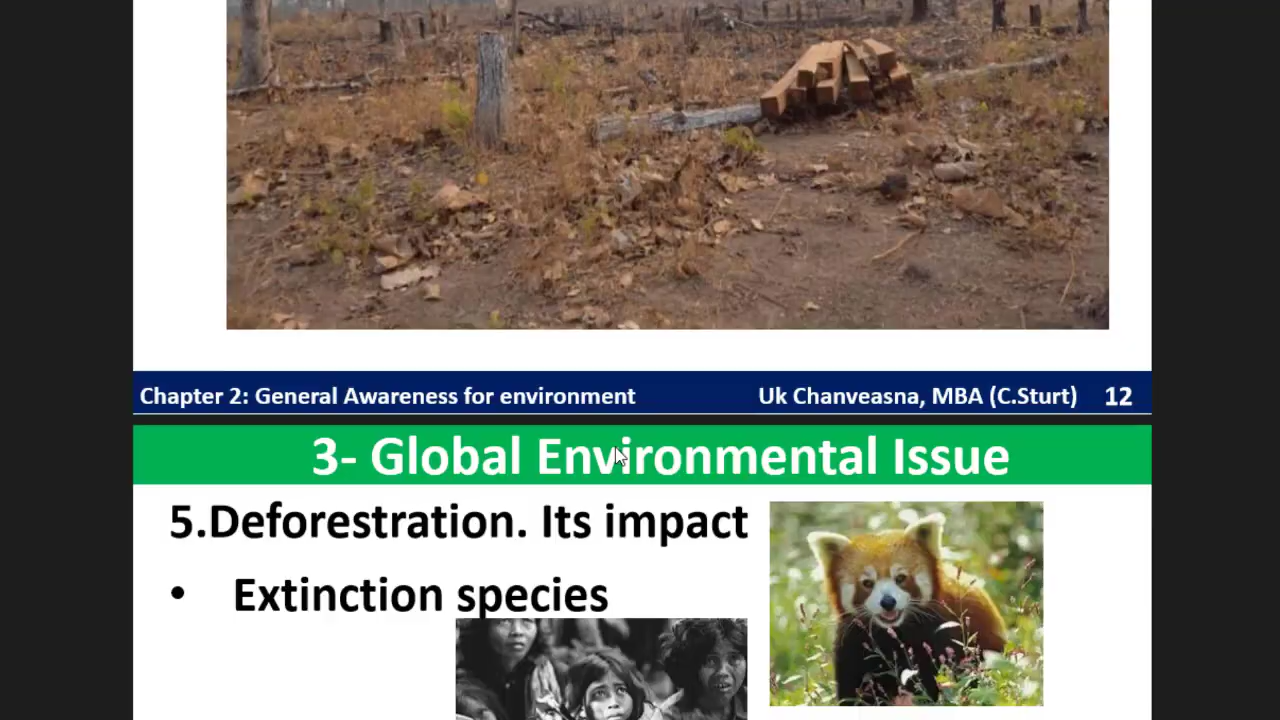 Chapter 2: General Awareness for environment Uk Chanveasna, MBA (C.Sturt) 12
3- Global Environmental Issue
5.Deforestration. Its impact
• Extinction species